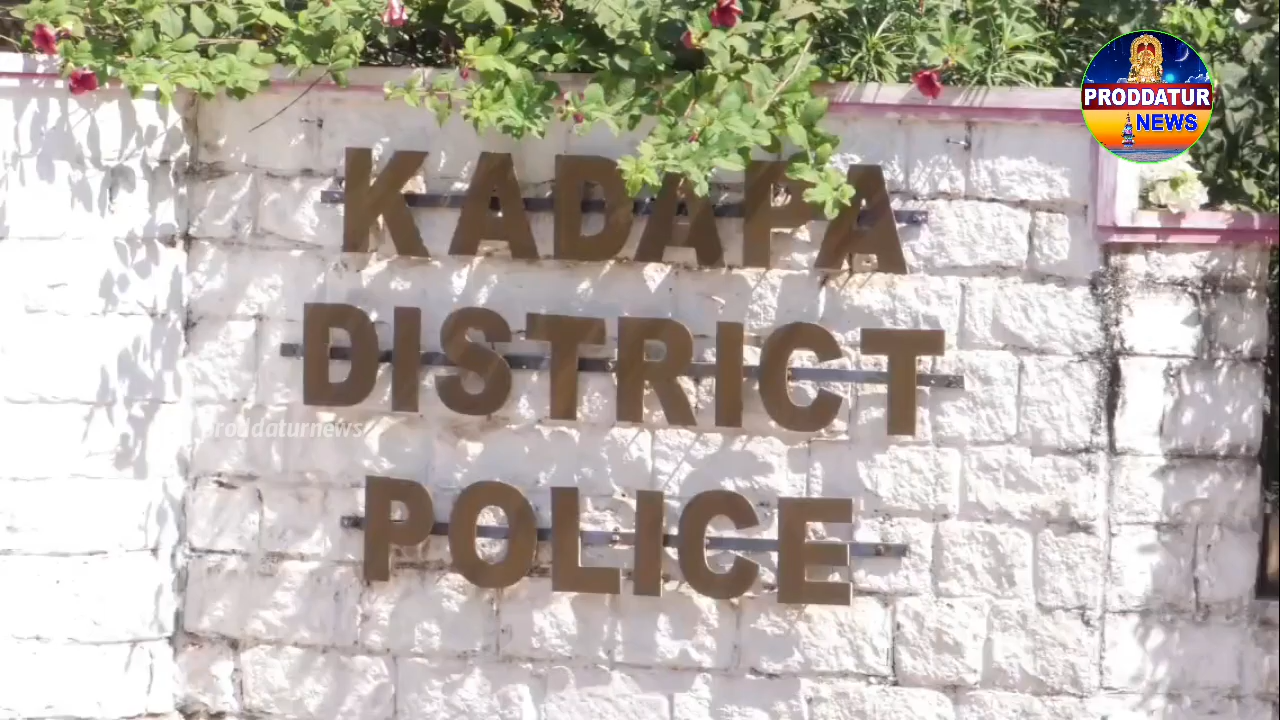 PRODDATUR
NEWS
KADAPA
DISTRICT
proddaturnews
POLICE